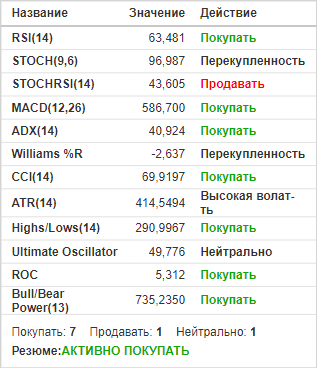 Название Значение Действие
RSI(14) 63,481 Покупать
STOCH(9,6) 96,987 Перекупленность
STOCHRSI(14) 43,605 Продавать
MACD(12,26) 586,700 Покупать
ADX(14) 40,924 Покупать
Williams %R -2,637 Перекупленность
CCI(14) 69,9197 Покупать
ATR(14) 414,5494 Высокая волат-
ть
Highs/Lows(14) 290,9967 Покупать
Ultimate Oscillator 49,776 Нейтрально
ROC 5,312 Покупать
Bull/Bear
Power(13) 735,2350 Покупать
Покупать: 7 Продавать: 1 Нейтрально: 1
Резюме:АКТИВНО ПОКУПАТЬ